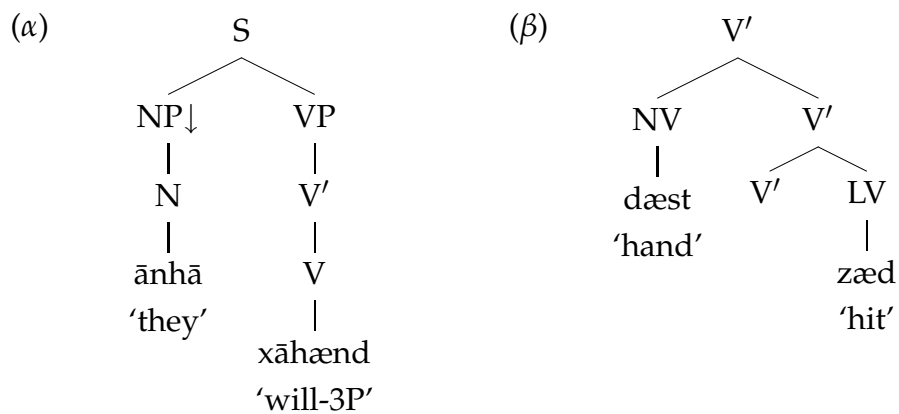 (α) S (β) V′
NP↓ VP NV V′
N V′ dæst V′ LV
ānhā V ‘hand’ zæd
‘they’ ‘hit’
xāhænd
‘will-3P’